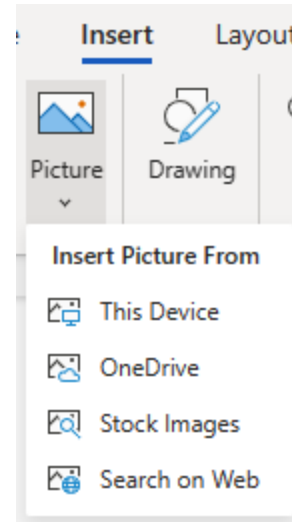 Insert Layout
Picture Drawing
Insert Picture From
This Device
OneDrive
Stock Images
Search on Web